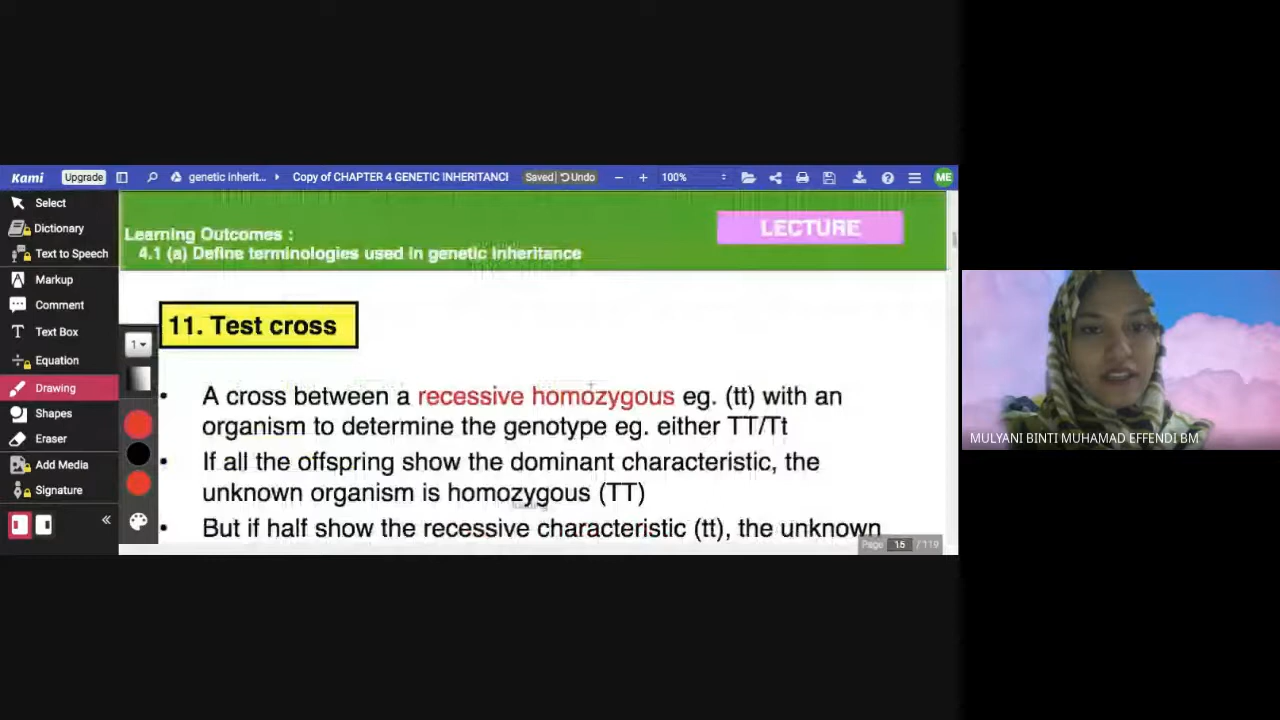 Kami Upgrade genetic inherit... Copy of CHAPTER 4 GENETIC INHERITANCI Saved Undo − + 100% ME
Select
Dictionary
Text to Speech
Markup
Comment
Text Box
Equation
Drawing
Shapes
Eraser
Add Media
Signature
Learning Outcomes :
4.1 (a) Define terminologies used in genetic inheritance
LECTURE
11. Test cross
1
• A cross between a recessive homozygous eg. (tt) with an
organism to determine the genotype eg. either TT/Tt
• If all the offspring show the dominant characteristic, the
unknown organism is homozygous (TT)
• But if half show the recessive characteristic (tt), the unknown
Page 15 / 119
MULYANI BINTI MUHAMAD EFFENDI BM